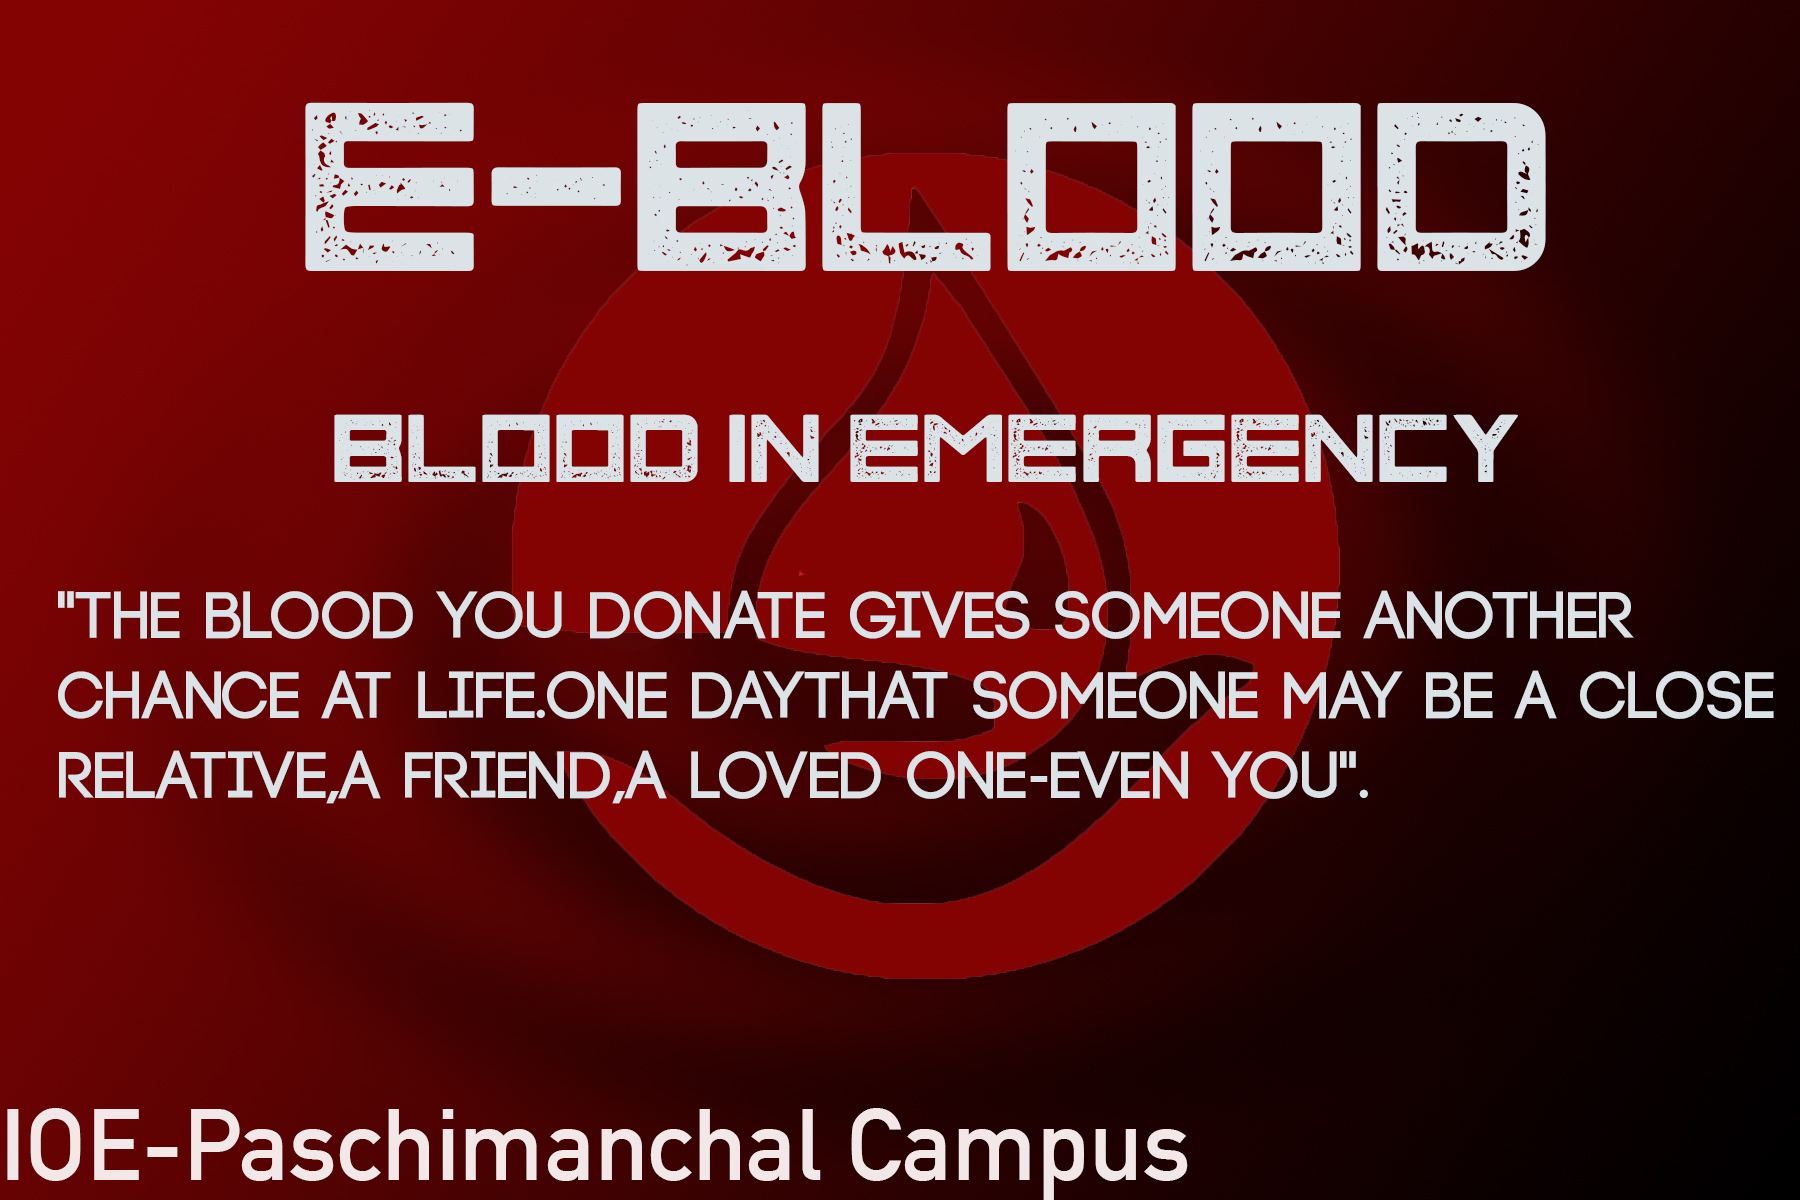 E-BLOOD
BLOOD IN EMERGENCY
"THE BLOOD YOU DONATE GIVES SOMEONE ANOTHER
CHANCE AT LIFE.ONE DAYTHAT SOMEONE MAY BE A CLOSE
RELATIVE,A FRIEND,A LOVED ONE-EVEN YOU".
IOE-Paschimanchal Campus